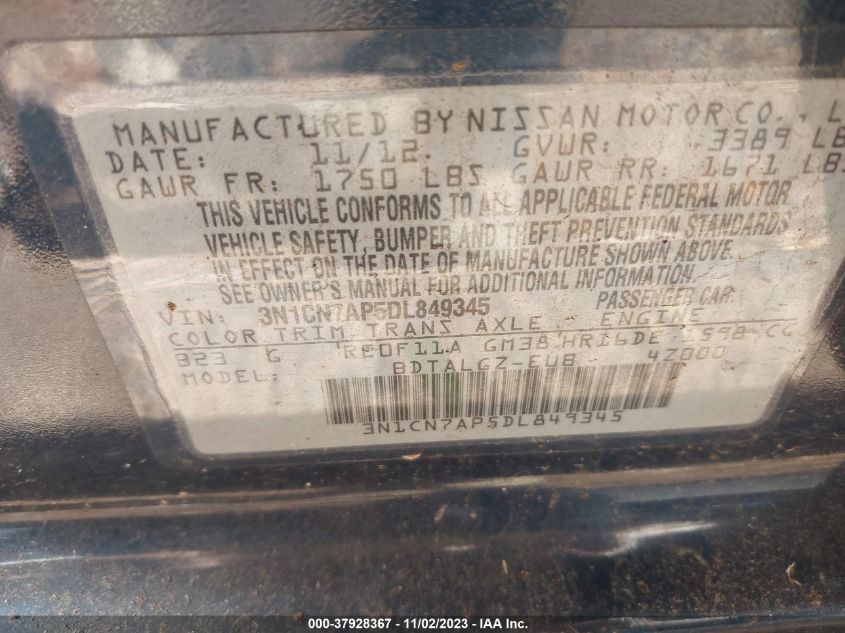 MANUFACTURED BY NISSAN MOTOR CO., L
DATE: 11/12. GVWR: 3389 LB
GAWR FR: 1750 LBS GAWR RR: 1671 LBS
THIS VEHICLE CONFORMS TO ALL APPLICABLE FEDERAL MOTOR
VEHICLE SAFETY, BUMPER AND THEFT PREVENTION STANDARDS
IN EFFECT ON THE DATE OF MANUFACTURE SHOWN ABOVE.
SEE OWNER'S MANUAL FOR ADDITIONAL INFORMATION.
VIN: 3N1CN7AP5DL849345 PASSENGER CAR
COLOR TRIM TRANS AXLE ENGINE
B23 G RE0F11A GM38 HR16DE 1598 CC
MODEL: BDTALGZ-EUB 4Z000
3N1CN7AP5DL849345
000-37928367 - 11/02/2023 - IAA Inc.